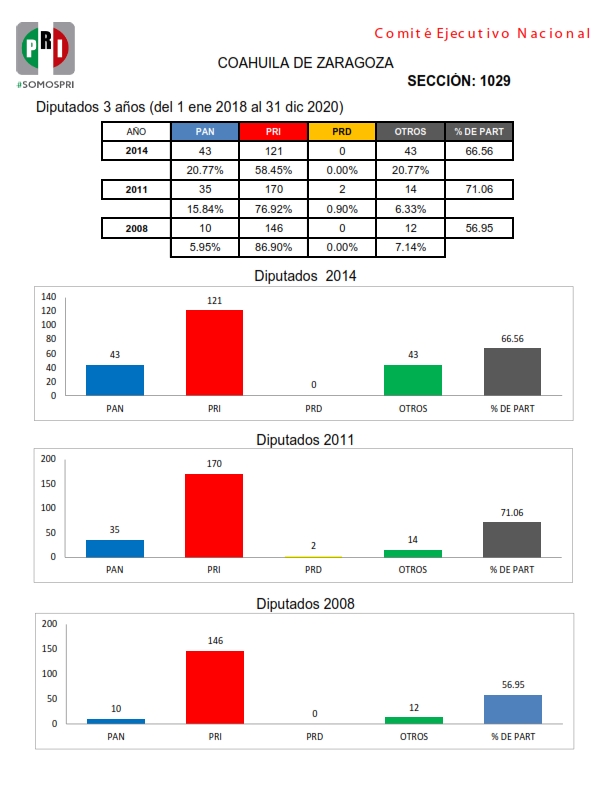 Comité Ejecutivo Nacional
PRI
#SOMOSPRI
COAHUILA DE ZARAGOZA
SECCIÓN: 1029
Diputados 3 años (del 1 ene 2018 al 31 dic 2020)
AÑO PAN PRI PRD OTROS % DE PART
2014 43 121 0 43 66.56
20.77% 58.45% 0.00% 20.77%
2011 35 170 2 14 71.06
15.84% 76.92% 0.90% 6.33%
2008 10 146 0 12 56.95
5.95% 86.90% 0.00% 7.14%
Diputados 2014
140
120
100
80
60
40
20
0
43 121 0 43 66.56
PAN PRI PRD OTROS % DE PART
Diputados 2011
200
150
100
50
0
35 170 2 14 71.06
PAN PRI PRD OTROS % DE PART
Diputados 2008
200
150
100
50
0
10 146 0 12 56.95
PAN PRI PRD OTROS % DE PART